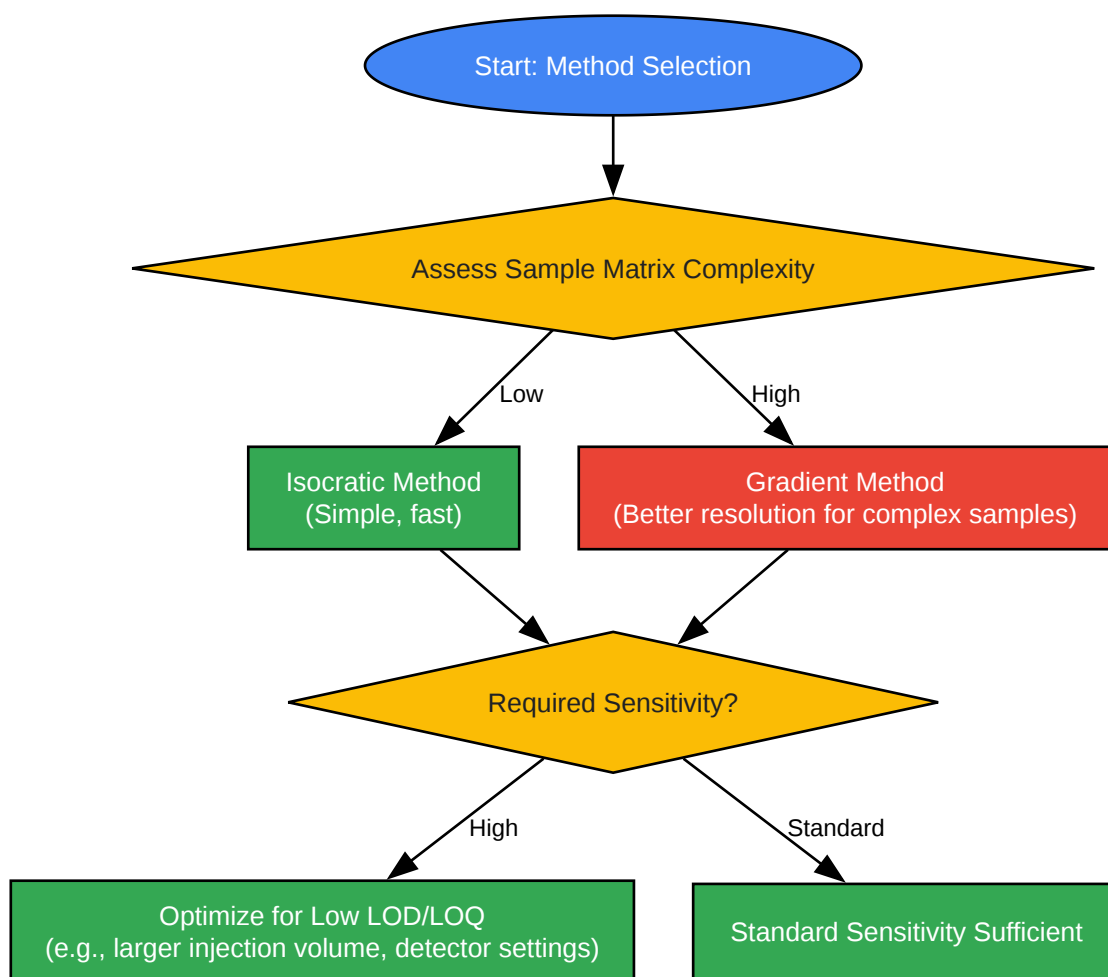 Start: Method Selection
Assess Sample Matrix Complexity
Low
High
Isocratic Method
(Simple, fast)
Gradient Method
(Better resolution for complex samples)
Required Sensitivity?
High
Standard
Optimize for Low LOD/LOQ
(e.g., larger injection volume, detector settings)
Standard Sensitivity Sufficient